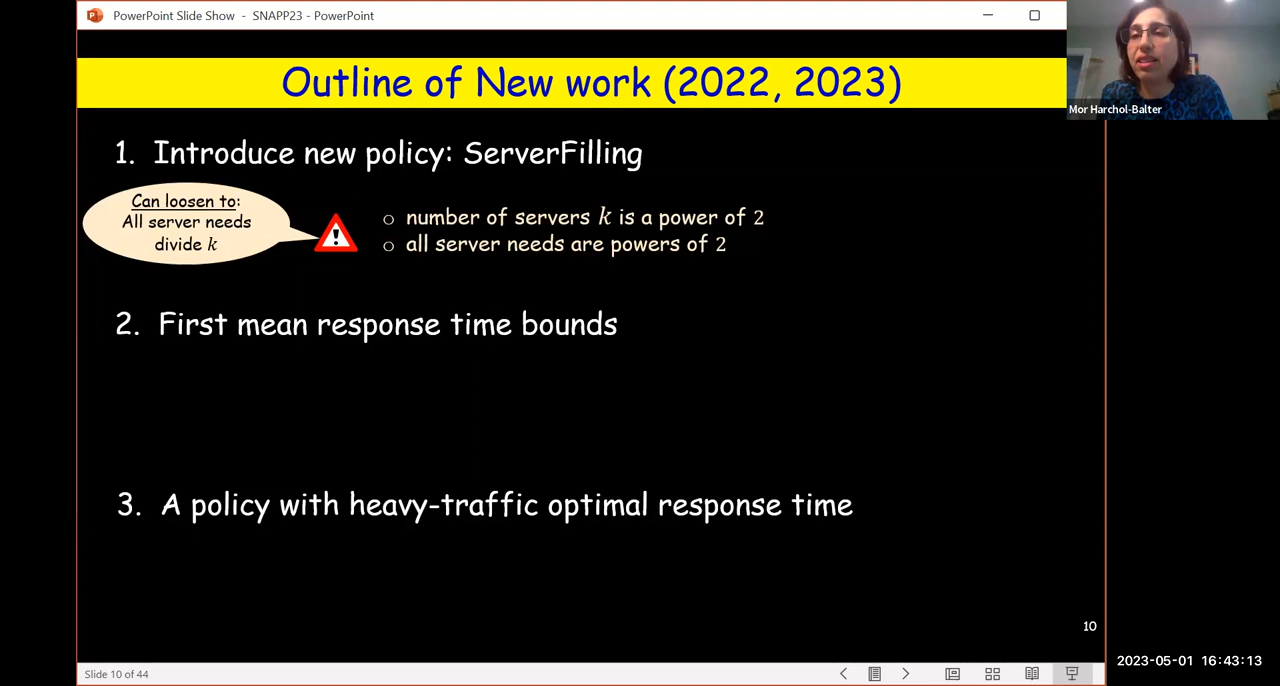 PowerPoint Slide Show - SNAPP23 - PowerPoint
Mor Harchol-Balter
Outline of New work (2022, 2023)
1. Introduce new policy: ServerFilling
Can loosen to:
All server needs
divide k
! 
o number of servers k is a power of 2
o all server needs are powers of 2
2. First mean response time bounds
3. A policy with heavy-traffic optimal response time
10
Slide 10 of 44
2023-05-01 16:43:13